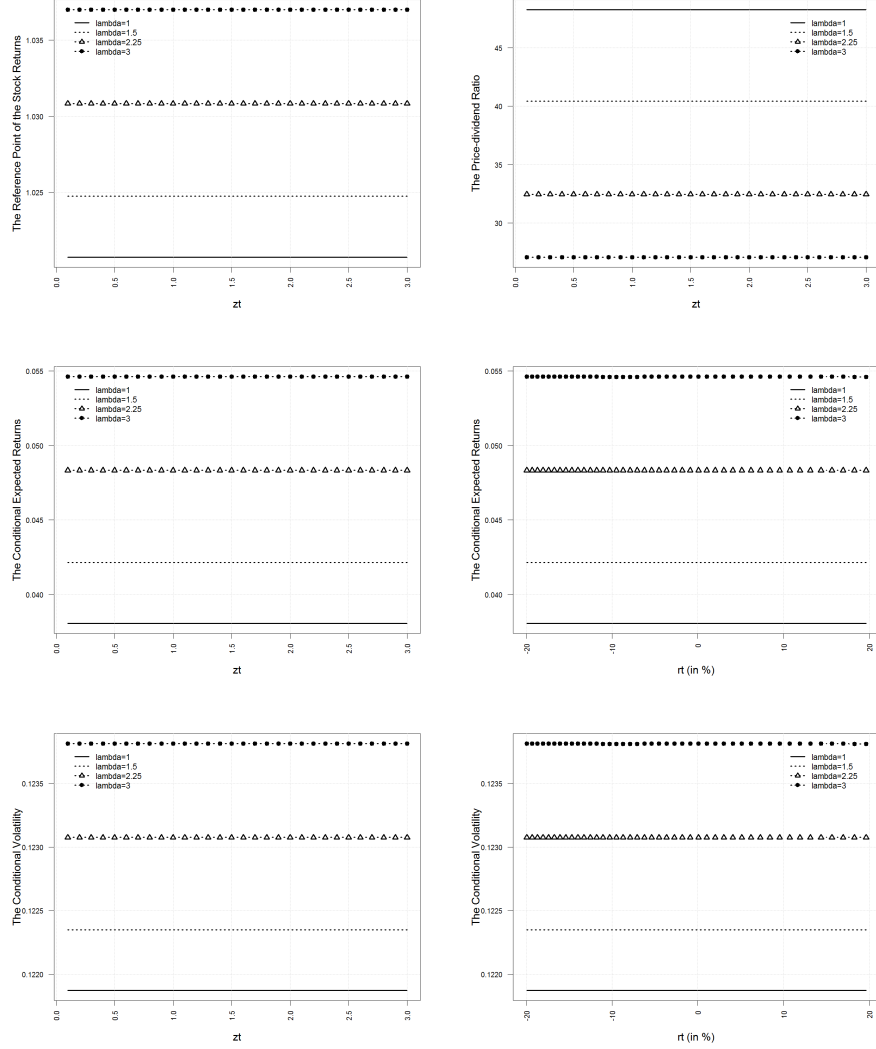 The Reference Point of the Stock Returns
1.035
1.030
1.025
lambda=1
lambda=1.5
lambda=2.25
lambda=3
0.0 0.5 1.0 1.5 2.0 2.5 3.0
zt
The Price-dividend Ratio
45
40
35
30
lambda=1
lambda=1.5
lambda=2.25
lambda=3
0.0 0.5 1.0 1.5 2.0 2.5 3.0
zt
The Conditional Expected Returns
0.055
0.050
0.045
0.040
lambda=1
lambda=1.5
lambda=2.25
lambda=3
0.0 0.5 1.0 1.5 2.0 2.5 3.0
zt
The Conditional Expected Returns
0.055
0.050
0.045
0.040
lambda=1
lambda=1.5
lambda=2.25
lambda=3
-20 -10 0 10 20
rt (in %)
The Conditional Volatility
0.1235
0.1230
0.1225
0.1220
lambda=1
lambda=1.5
lambda=2.25
lambda=3
0.0 0.5 1.0 1.5 2.0 2.5 3.0
zt
The Conditional Volatility
0.1235
0.1230
0.1225
0.1220
lambda=1
lambda=1.5
lambda=2.25
lambda=3
-20 -10 0 10 20
rt (in %)